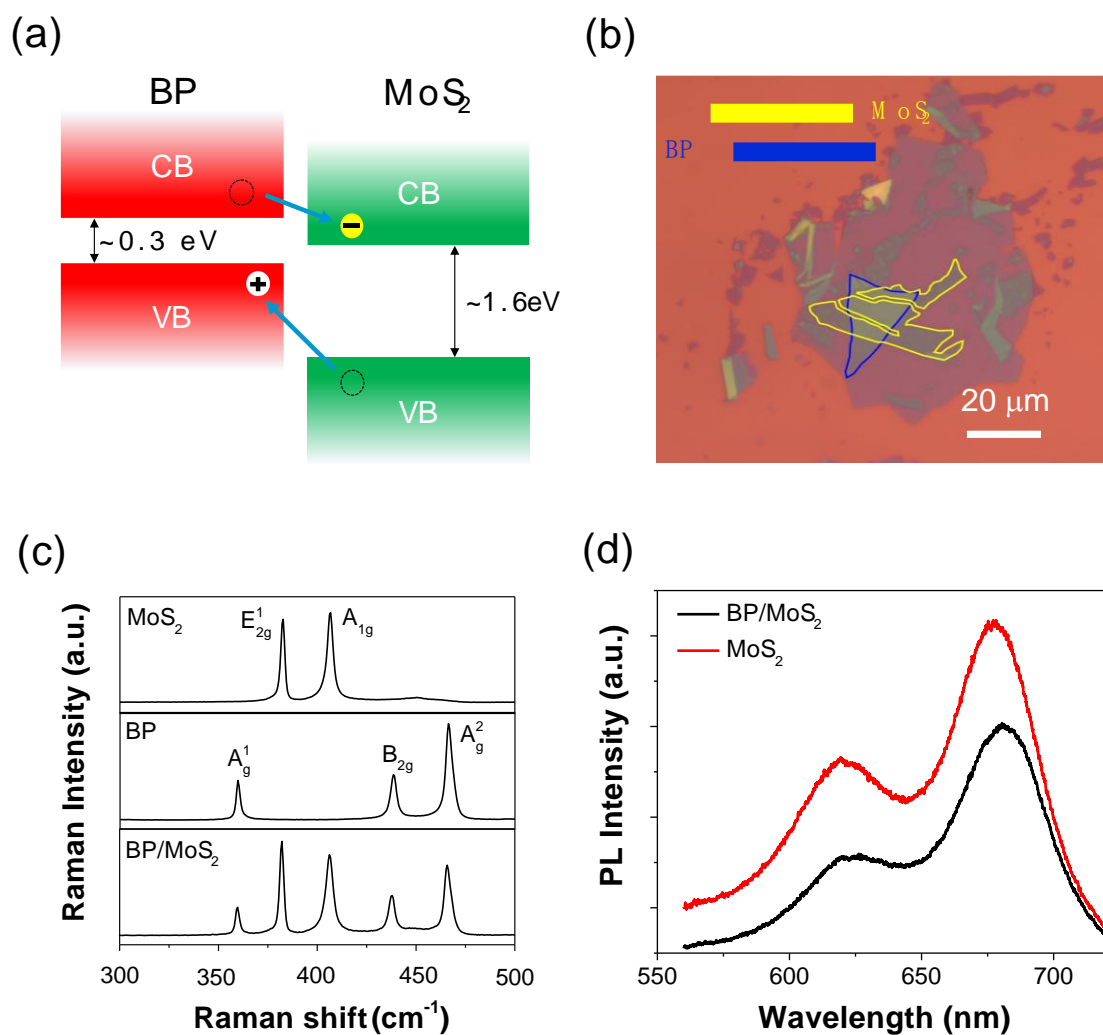 (a)
BP
MoS₂
CB
CB
~0.3 eV
~1.6eV
VB
VB
(b)
MoS₂
BP
20 μm
(c)
MoS₂
E¹₂g
A₁g
BP
A¹g
B₂g
A²g
BP/MoS₂
Raman Intensity (a.u.)
300
350
400
450
500
Raman shift (cm⁻¹)
(d)
BP/MoS₂
MoS₂
PL Intensity (a.u.)
550
600
650
700
Wavelength (nm)